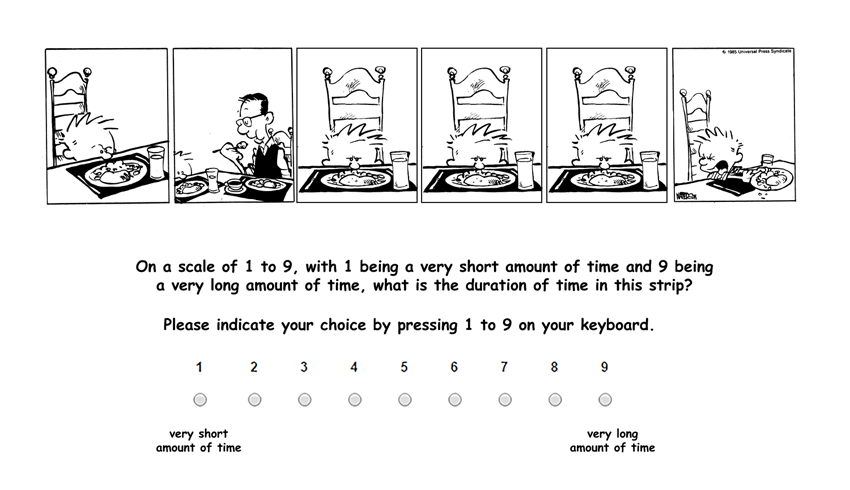 © 1985 Universal Press Syndicate
WATTERSON
On a scale of 1 to 9, with 1 being a very short amount of time and 9 being
a very long amount of time, what is the duration of time in this strip?
Please indicate your choice by pressing 1 to 9 on your keyboard.
1 2 3 4 5 6 7 8 9
very short very long
amount of time amount of time